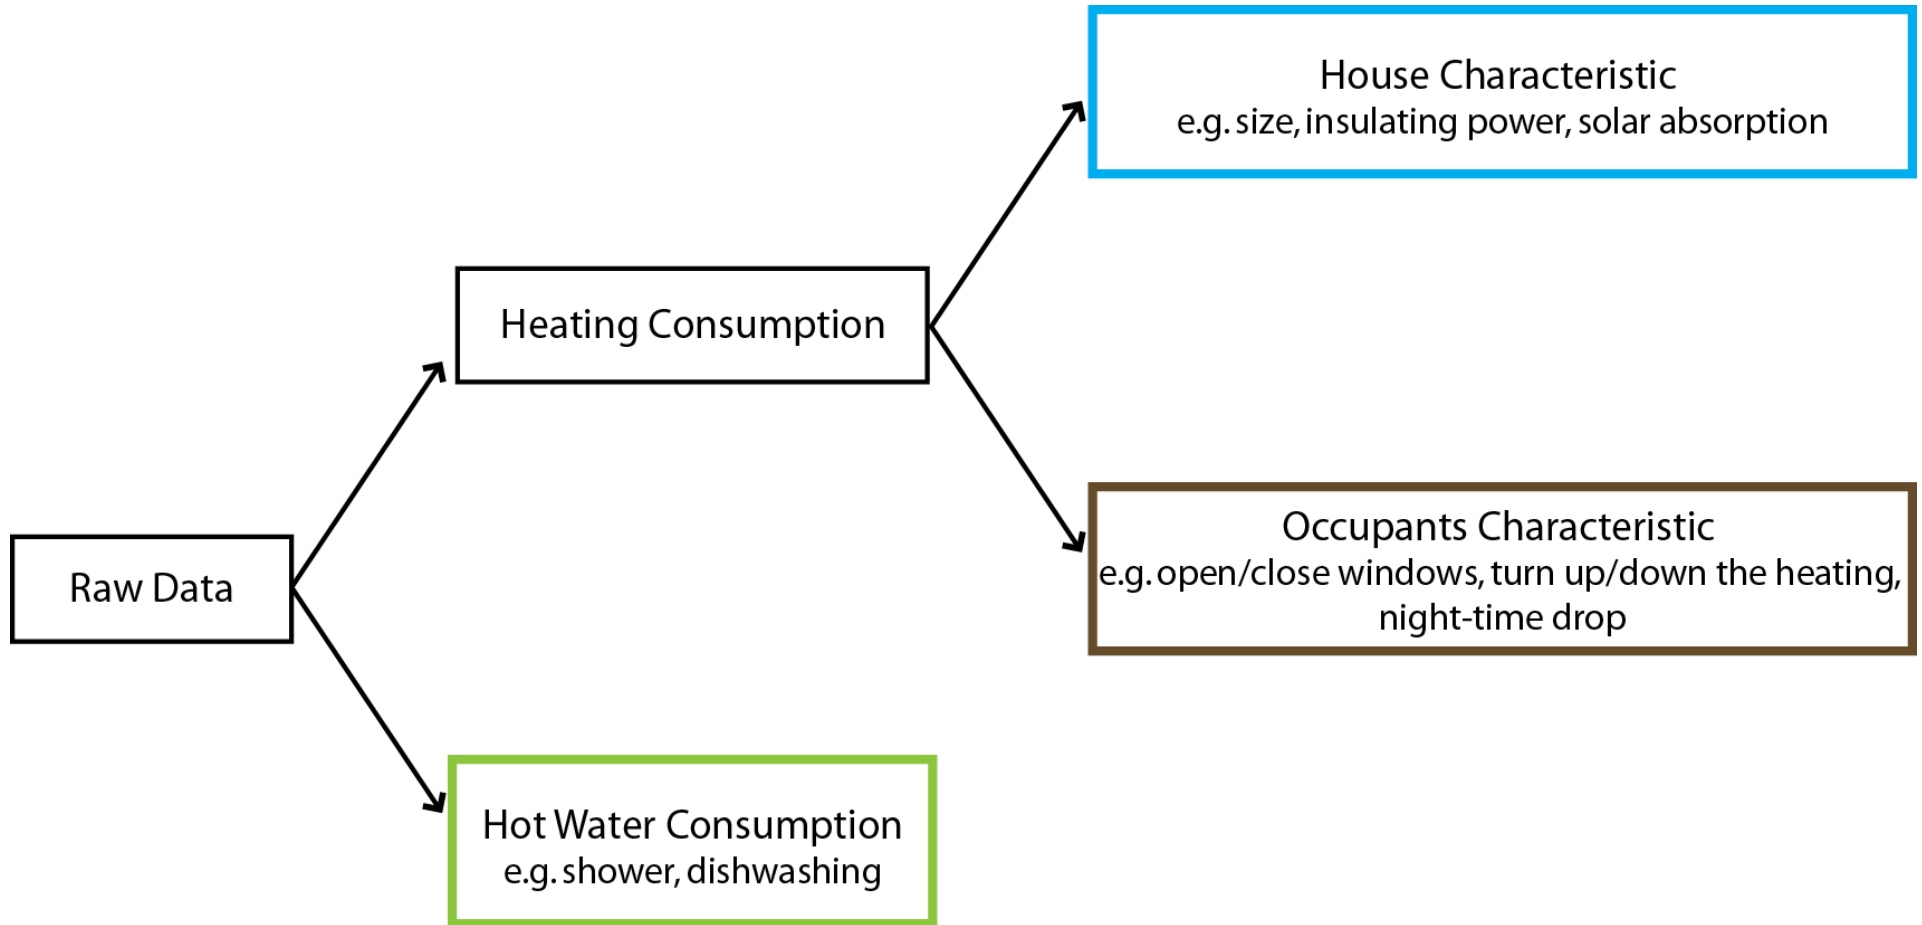 House Characteristic
e.g. size, insulating power, solar absorption
Heating Consumption
Occupants Characteristic
e.g. open/close windows, turn up/down the heating,
night-time drop
Raw Data
Hot Water Consumption
e.g. shower, dishwashing